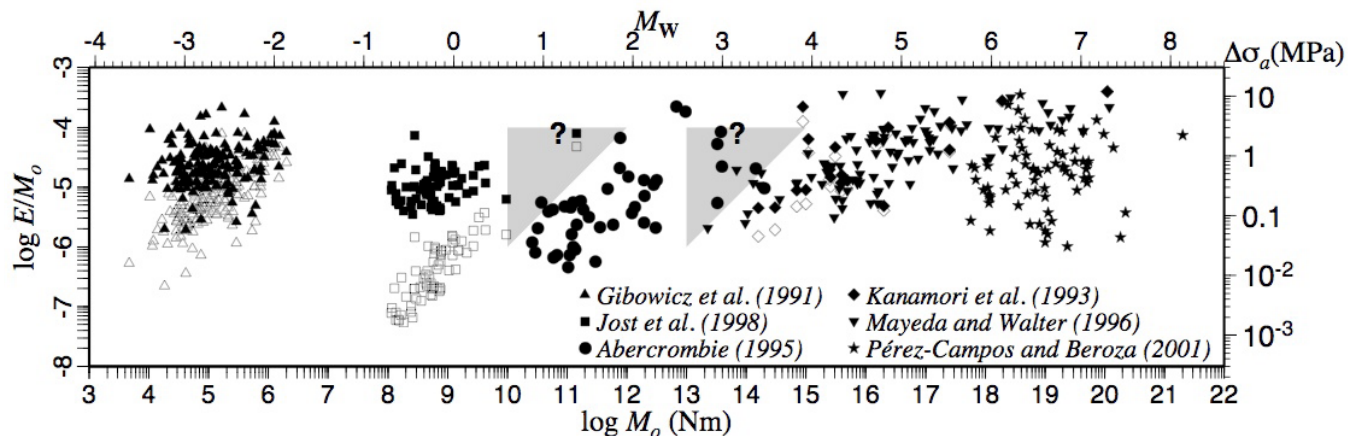 M_W
-4 -3 -2 -1 0 1 2 3 4 5 6 7 8
Δσ_a(MPa)
-3
-4
-5
-6
-7
-8
log E/M_o
10
1
0.1
10⁻²
10⁻³
? ?
Gibowicz et al. (1991)
Jost et al. (1998)
Abercrombie (1995)
Kanamori et al. (1993)
Mayeda and Walter (1996)
Pérez-Campos and Beroza (2001)
3 4 5 6 7 8 9 10 11 12 13 14 15 16 17 18 19 20 21 22
log M_o (Nm)